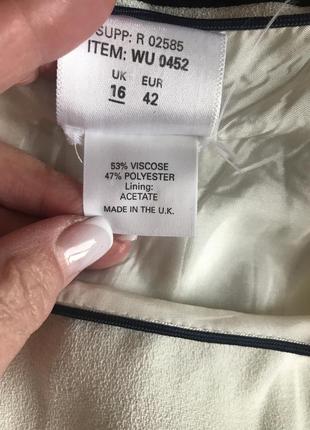 SUPP: R 02585
ITEM: WU 0452
UK EUR
16 42
53% VISCOSE
47% POLYESTER
Lining:
ACETATE
MADE IN THE U.K.